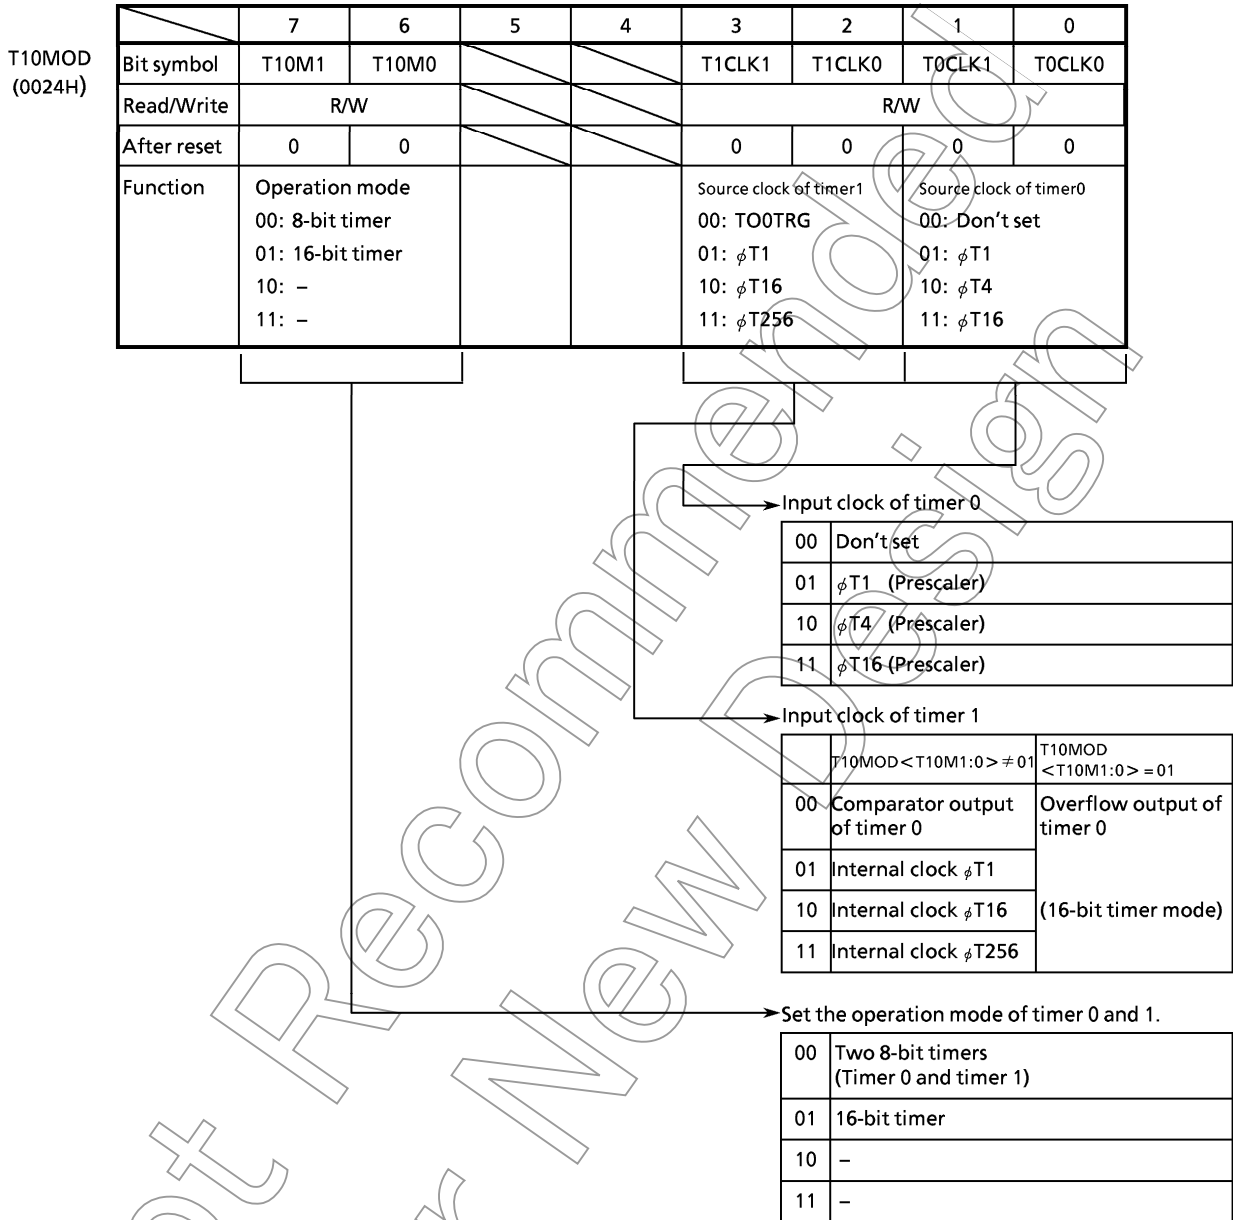 7 6 5 4 3 2 1 0
T10MOD
(0024H)
Bit symbol T10M1 T10M0 T1CLK1 T1CLK0 T0CLK1 T0CLK0
Read/Write R/W R/W
After reset 0 0 0 0 0 0
Function Operation mode Source clock of timer1 Source clock of timer0
00: 8-bit timer 00: TO0TRG 00: Don't set
01: 16-bit timer 01: φT1 01: φT1
10: – 10: φT16 10: φT4
11: – 11: φT256 11: φT16
Input clock of timer 0
00 Don't set
01 φT1 (Prescaler)
10 φT4 (Prescaler)
11 φT16 (Prescaler)
Input clock of timer 1
T10MOD<T10M1:0>≠01 T10MOD
<T10M1:0>=01
00 Comparator output Overflow output of
of timer 0 timer 0
01 Internal clock φT1
10 Internal clock φT16 (16-bit timer mode)
11 Internal clock φT256
Set the operation mode of timer 0 and 1.
00 Two 8-bit timers
(Timer 0 and timer 1)
01 16-bit timer
10 –
11 –
Recommended
New Design